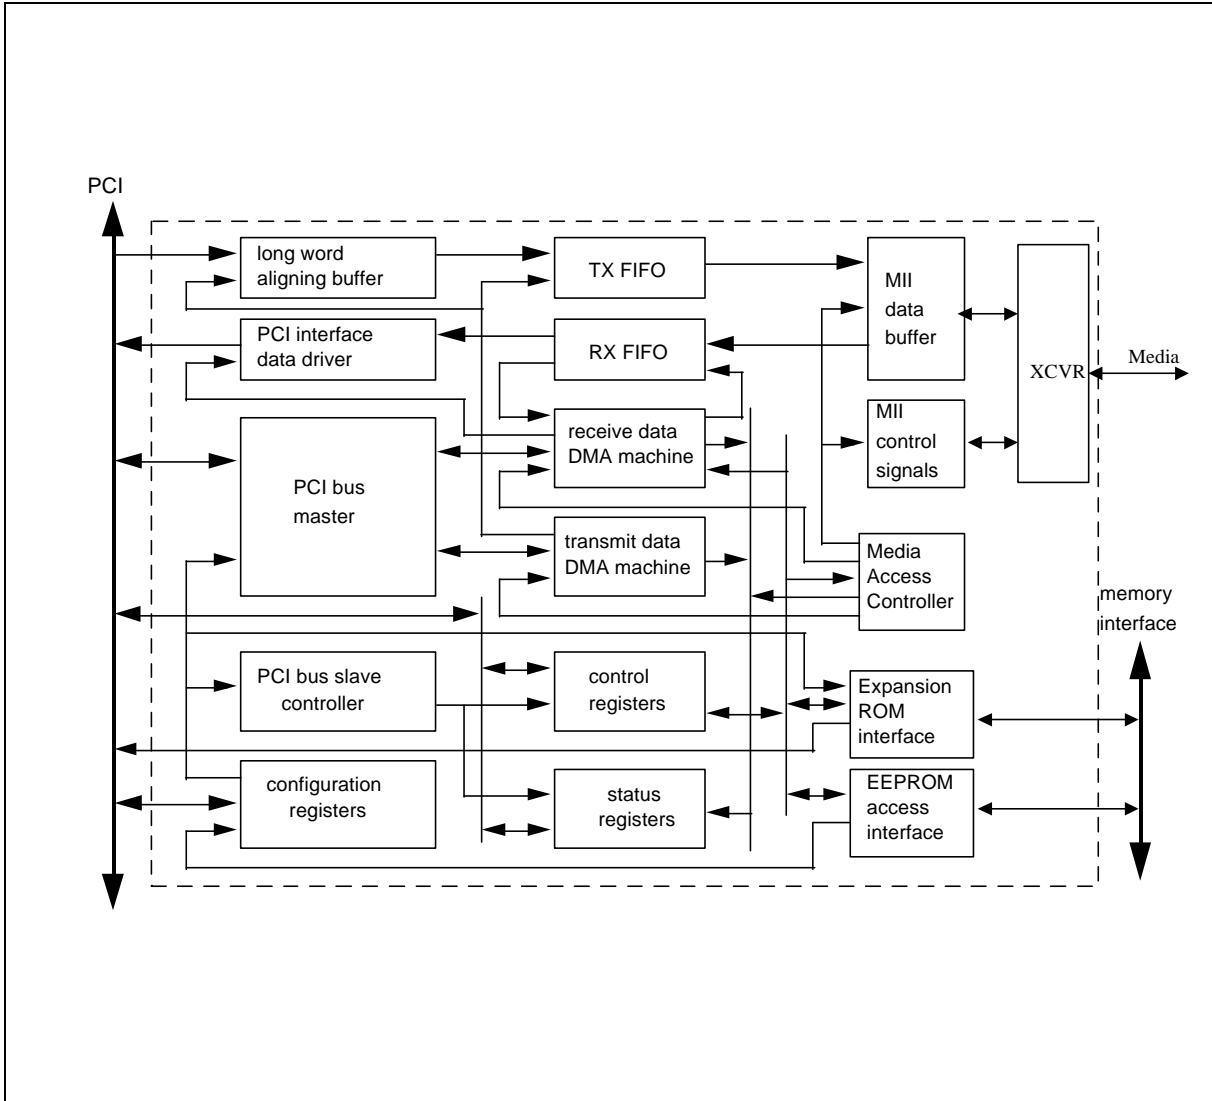 PCI
long word
aligning buffer
TX FIFO
MII
data
buffer
PCI interface
data driver
RX FIFO
XCVR
Media
receive data
DMA machine
MII
control
signals
PCI bus
master
transmit data
DMA machine
Media
Access
Controller
memory
interface
PCI bus slave
controller
control
registers
Expansion
ROM
interface
configuration
registers
status
registers
EEPROM
access
interface